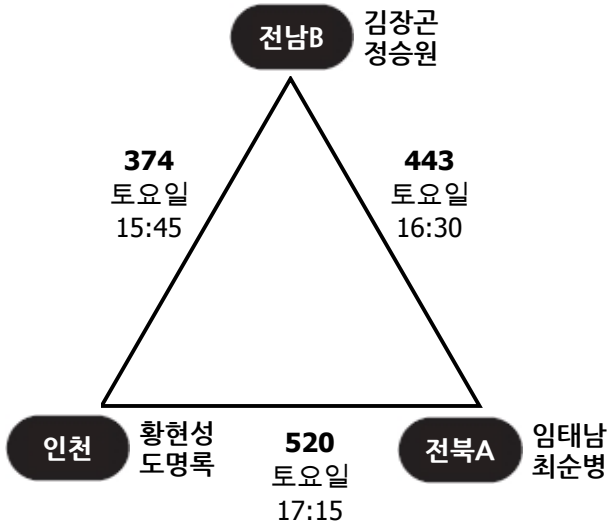 전남B
김장곤
정승원
374
토요일
15:45
443
토요일
16:30
인천
황현성
도명록
520
토요일
17:15
전북A
임태남
최순병